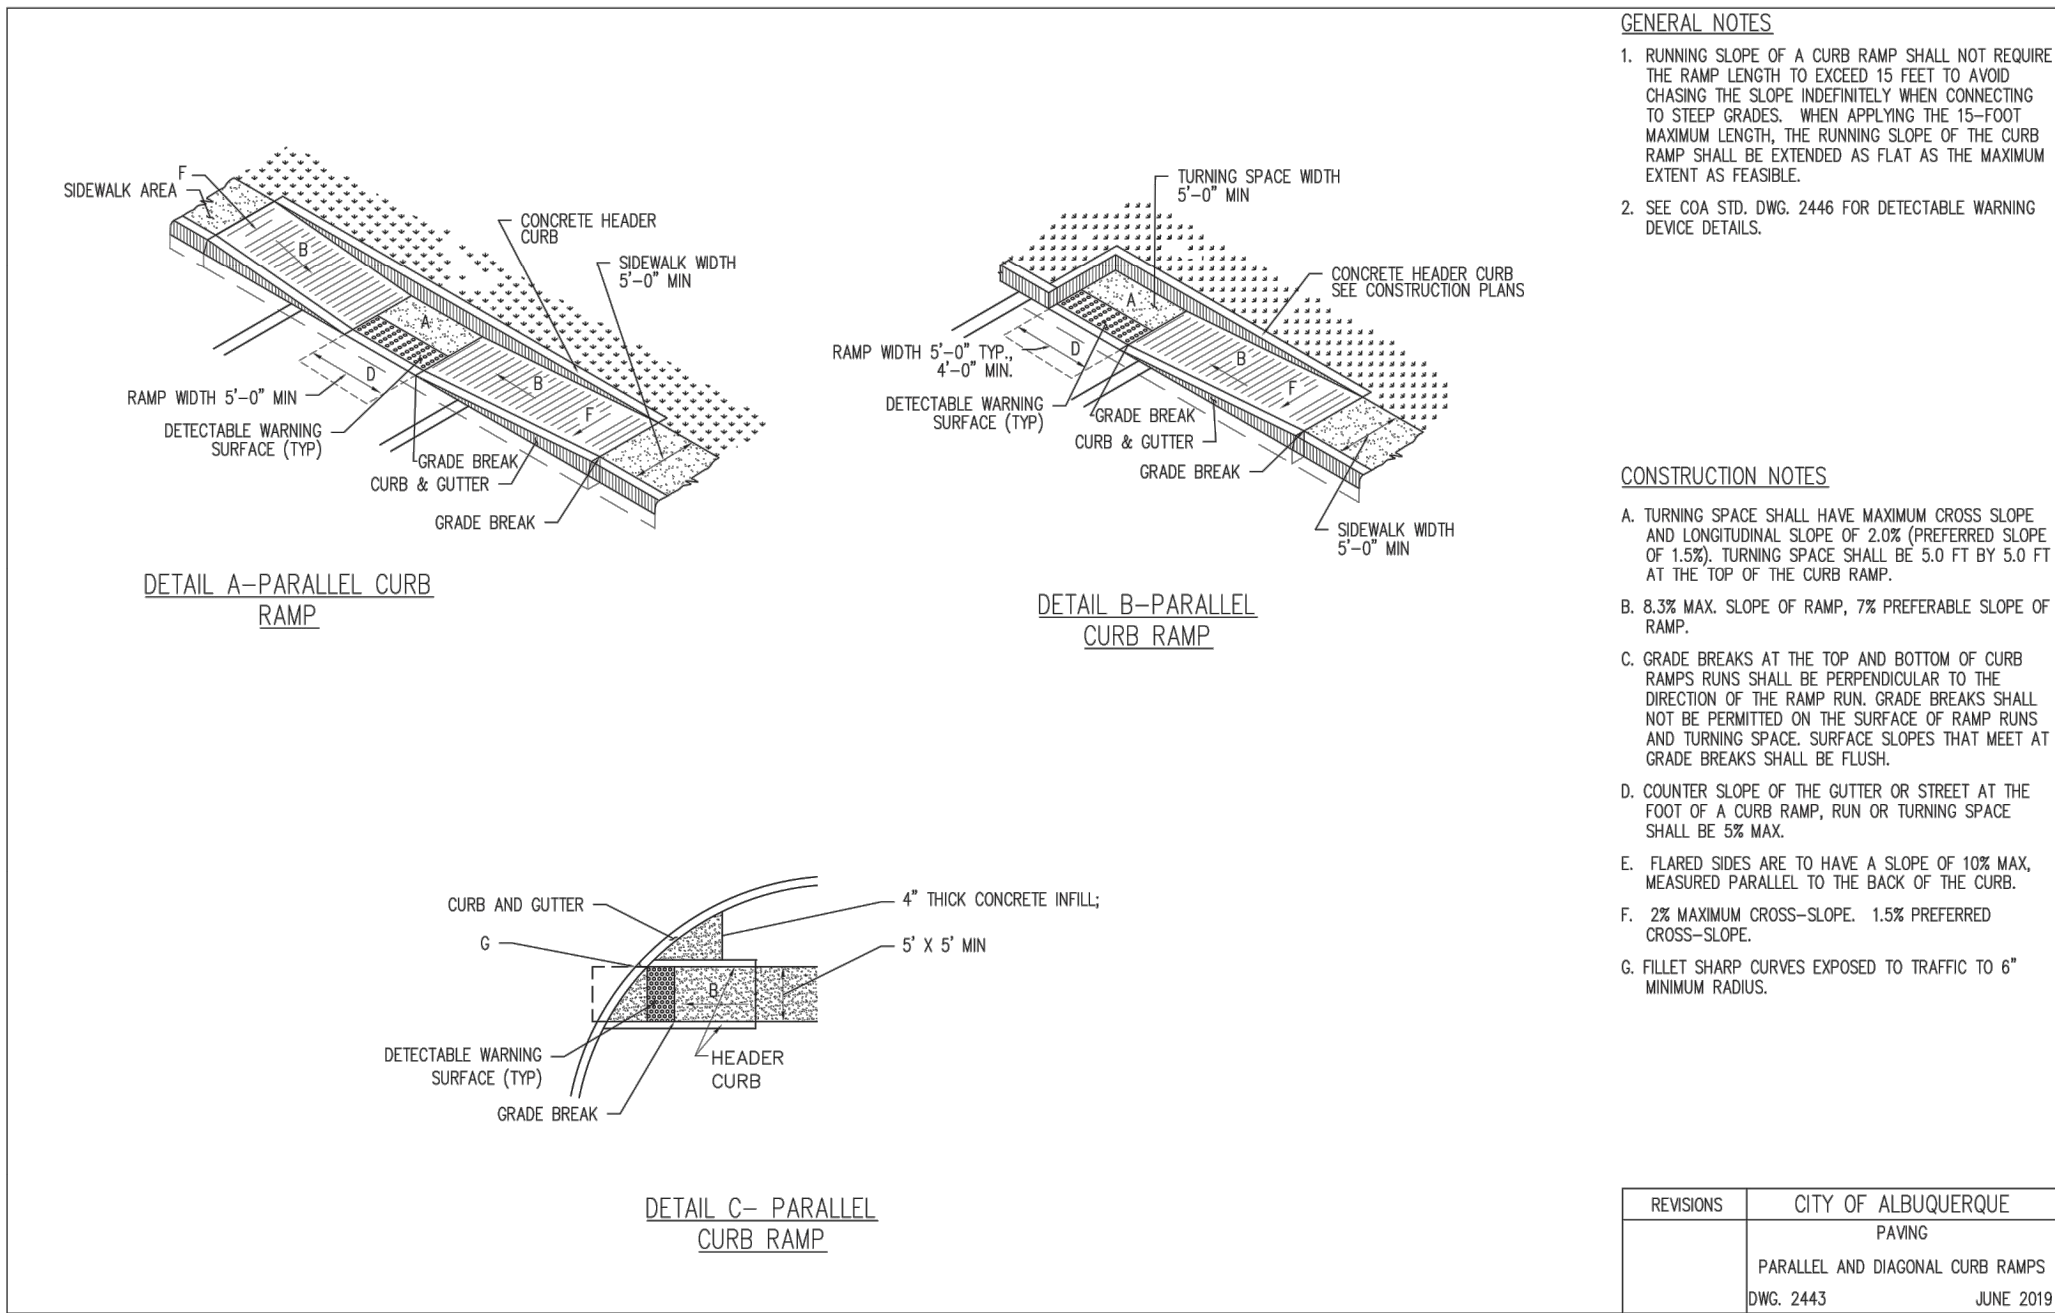 GENERAL NOTES
1. RUNNING SLOPE OF A CURB RAMP SHALL NOT REQUIRE
THE RAMP LENGTH TO EXCEED 15 FEET TO AVOID
CHASING THE SLOPE INDEFINITELY WHEN CONNECTING
TO STEEP GRADES. WHEN APPLYING THE 15-FOOT
MAXIMUM LENGTH, THE RUNNING SLOPE OF THE CURB
RAMP SHALL BE EXTENDED AS FLAT AS THE MAXIMUM
EXTENT AS FEASIBLE.
2. SEE COA STD. DWG. 2446 FOR DETECTABLE WARNING
DEVICE DETAILS.
F
SIDEWALK AREA
B
CONCRETE HEADER
CURB
SIDEWALK WIDTH
5'-0" MIN
A
D
B
F
RAMP WIDTH 5'-0" MIN
DETECTABLE WARNING
SURFACE (TYP)
GRADE BREAK
CURB & GUTTER
GRADE BREAK
DETAIL A-PARALLEL CURB
RAMP
TURNING SPACE WIDTH
5'-0" MIN
CONCRETE HEADER CURB
SEE CONSTRUCTION PLANS
A
RAMP WIDTH 5'-0" TYP.,
4'-0" MIN.
D
B
F
DETECTABLE WARNING
SURFACE (TYP)
GRADE BREAK
CURB & GUTTER
GRADE BREAK
SIDEWALK WIDTH
5'-0" MIN
DETAIL B-PARALLEL
CURB RAMP
CONSTRUCTION NOTES
A. TURNING SPACE SHALL HAVE MAXIMUM CROSS SLOPE
AND LONGITUDINAL SLOPE OF 2.0% (PREFERRED SLOPE
OF 1.5%). TURNING SPACE SHALL BE 5.0 FT BY 5.0 FT
AT THE TOP OF THE CURB RAMP.
B. 8.3% MAX. SLOPE OF RAMP, 7% PREFERABLE SLOPE OF
RAMP.
C. GRADE BREAKS AT THE TOP AND BOTTOM OF CURB
RAMPS RUNS SHALL BE PERPENDICULAR TO THE
DIRECTION OF THE RAMP RUN. GRADE BREAKS SHALL
NOT BE PERMITTED ON THE SURFACE OF RAMP RUNS
AND TURNING SPACE. SURFACE SLOPES THAT MEET AT
GRADE BREAKS SHALL BE FLUSH.
D. COUNTER SLOPE OF THE GUTTER OR STREET AT THE
FOOT OF A CURB RAMP, RUN OR TURNING SPACE
SHALL BE 5% MAX.
E. FLARED SIDES ARE TO HAVE A SLOPE OF 10% MAX,
MEASURED PARALLEL TO THE BACK OF THE CURB.
F. 2% MAXIMUM CROSS-SLOPE. 1.5% PREFERRED
CROSS-SLOPE.
G. FILLET SHARP CURVES EXPOSED TO TRAFFIC TO 6"
MINIMUM RADIUS.
CURB AND GUTTER
4" THICK CONCRETE INFILL;
G
5' X 5' MIN
B
DETECTABLE WARNING
SURFACE (TYP)
HEADER
CURB
GRADE BREAK
DETAIL C- PARALLEL
CURB RAMP
REVISIONS
CITY OF ALBUQUERQUE
PAVING
PARALLEL AND DIAGONAL CURB RAMPS
DWG. 2443 JUNE 2019